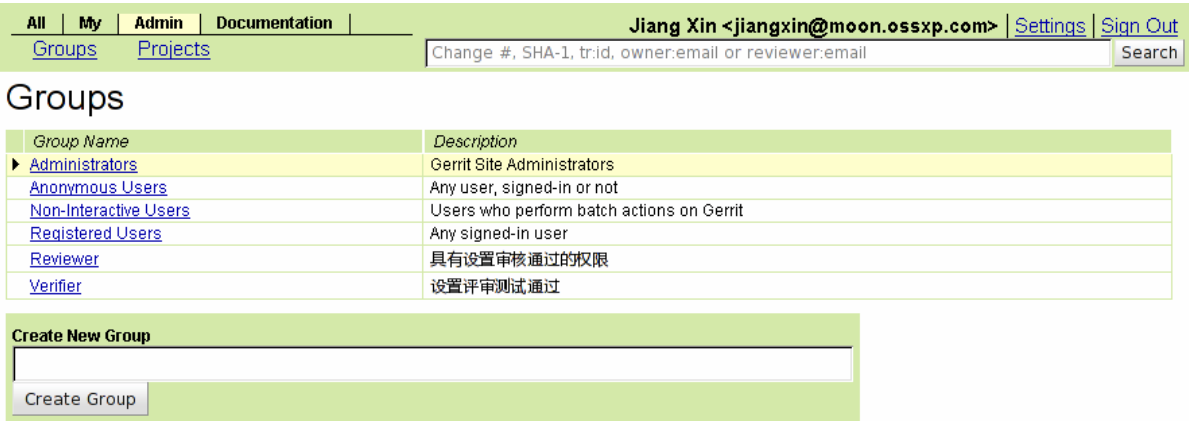 All My Admin Documentation Jiang Xin <jiangxin@moon.ossxp.com> Settings Sign Out
Groups Projects Change #, SHA-1, tr:id, owner:email or reviewer:email Search
Groups
Group Name Description
Administrators Gerrit Site Administrators
Anonymous Users Any user, signed-in or not
Non-Interactive Users Users who perform batch actions on Gerrit
Registered Users Any signed-in user
Reviewer 具有设置审核通过的权限
Verifier 设置评审测试通过
Create New Group
Create Group